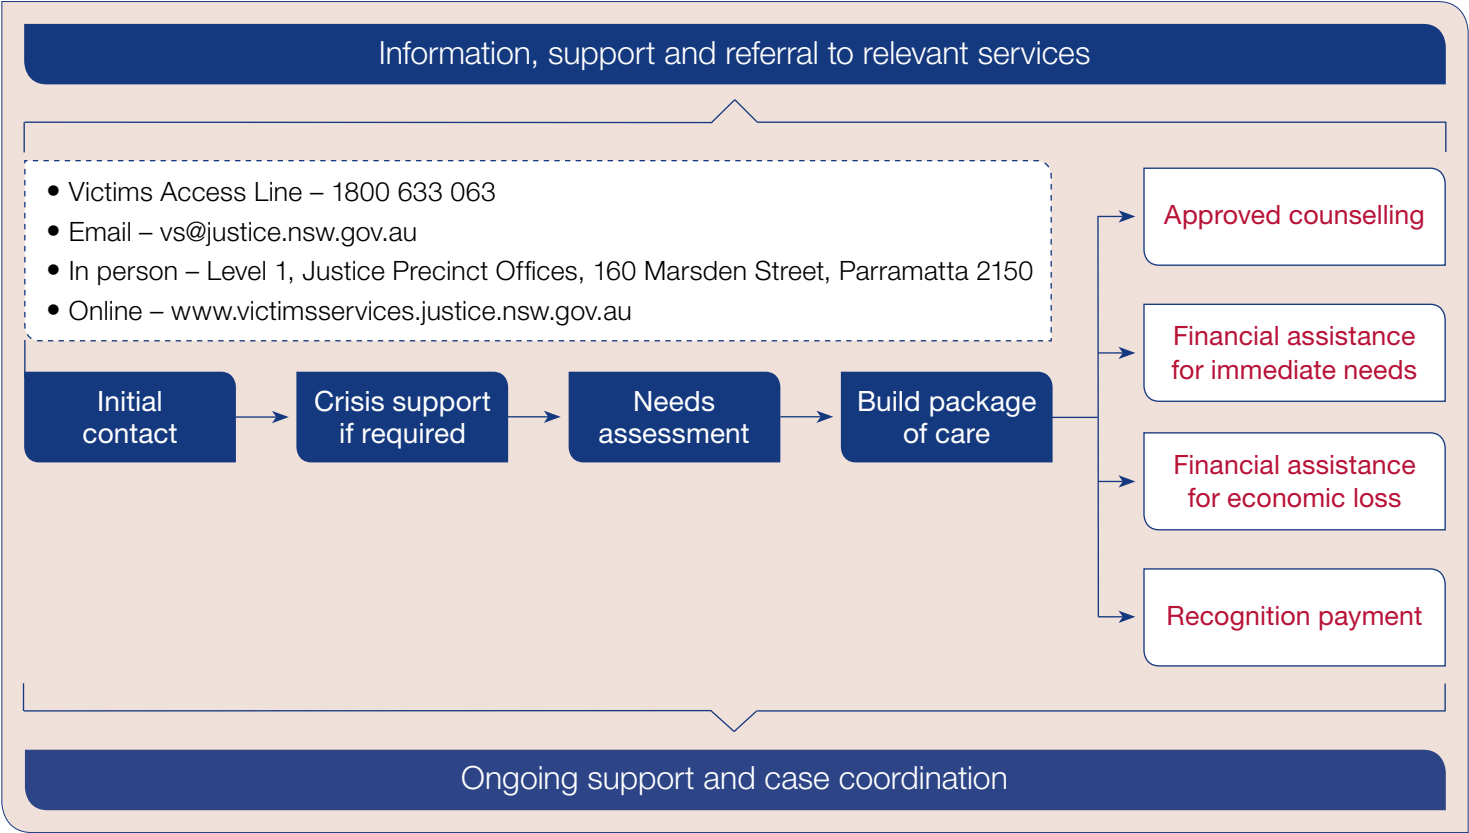 Information, support and referral to relevant services
• Victims Access Line – 1800 633 063
• Email – vs@justice.nsw.gov.au
• In person – Level 1, Justice Precinct Offices, 160 Marsden Street, Parramatta 2150
• Online – www.victimsservices.justice.nsw.gov.au
Initial
contact
Crisis support
if required
Needs
assessment
Build package
of care
Approved counselling
Financial assistance
for immediate needs
Financial assistance
for economic loss
Recognition payment
Ongoing support and case coordination